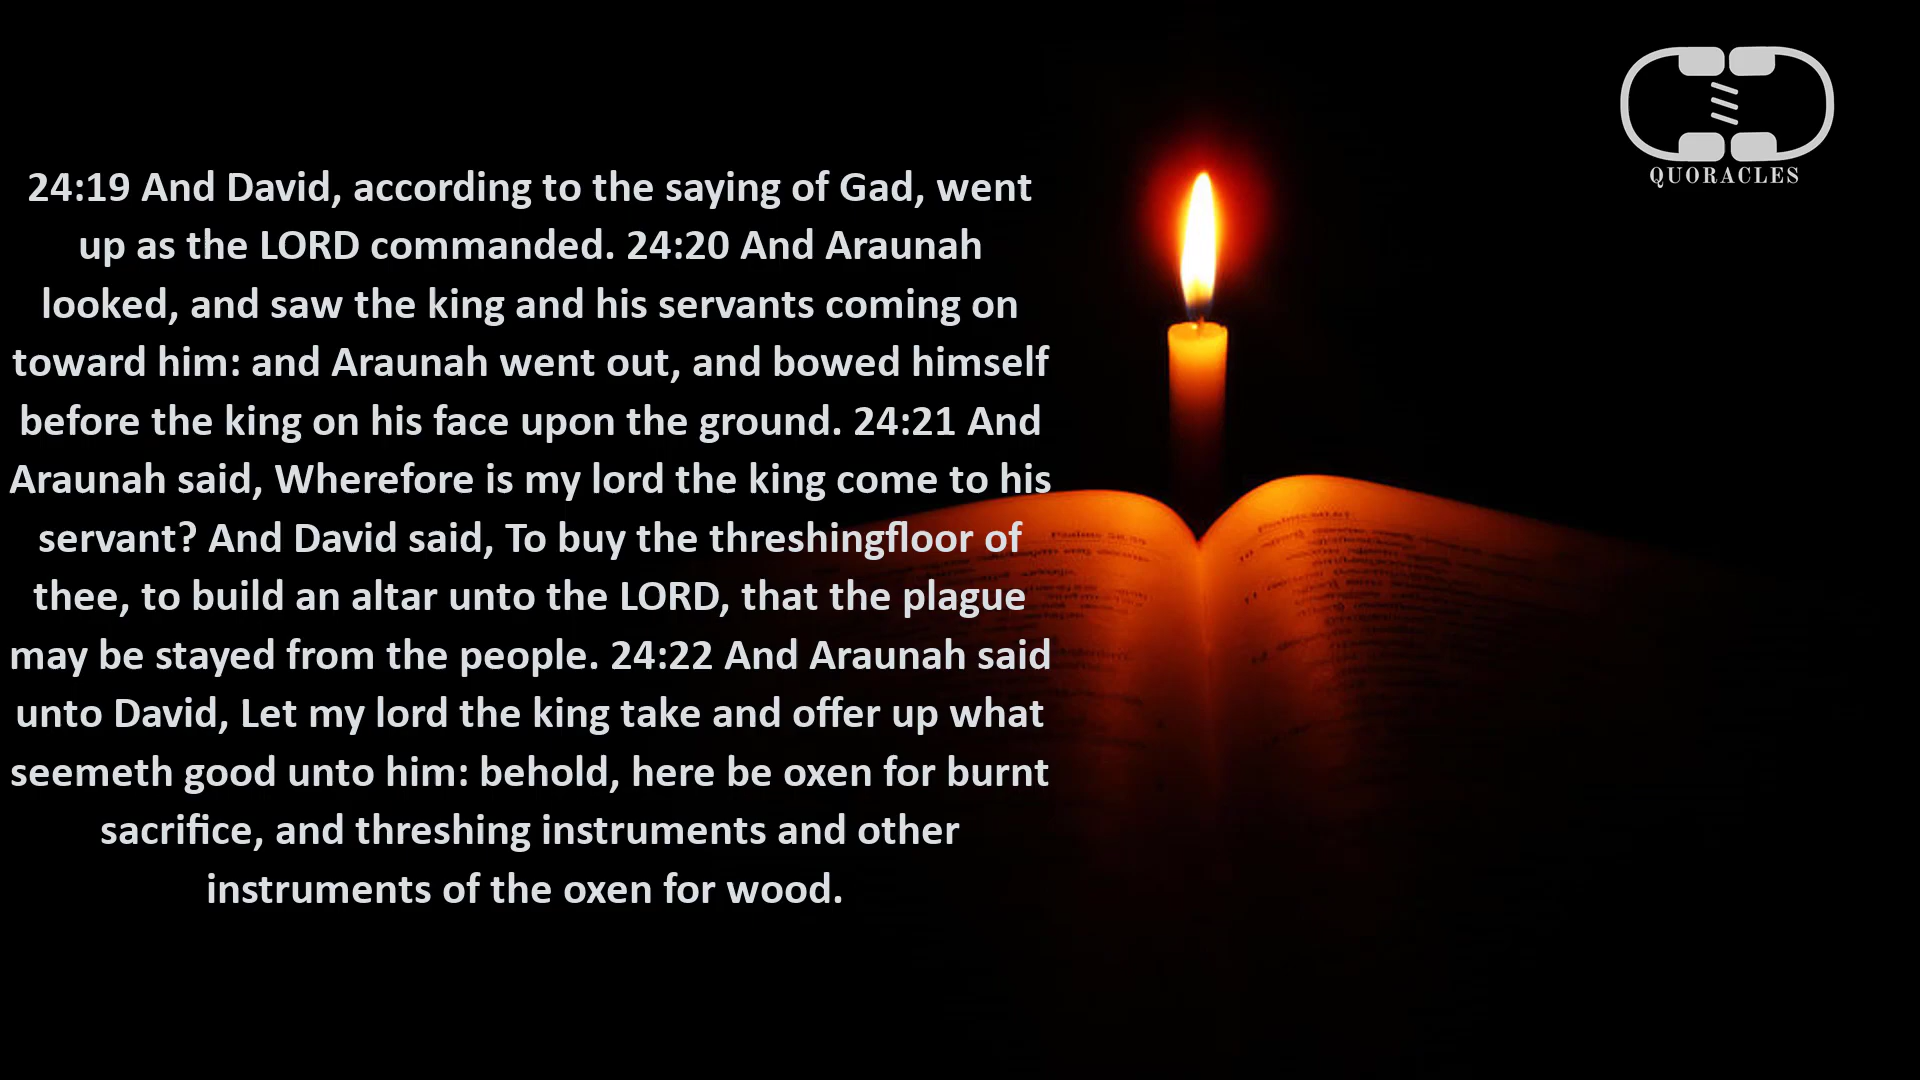 24:19 And David, according to the saying of Gad, went
up as the LORD commanded. 24:20 And Araunah
looked, and saw the king and his servants coming on
toward him: and Araunah went out, and bowed himself
before the king on his face upon the ground. 24:21 And
Araunah said, Wherefore is my lord the king come to his
servant? And David said, To buy the threshingfloor of
thee, to build an altar unto the LORD, that the plague
may be stayed from the people. 24:22 And Araunah said
unto David, Let my lord the king take and offer up what
seemeth good unto him: behold, here be oxen for burnt
sacrifice, and threshing instruments and other
instruments of the oxen for wood.
QUORACLES